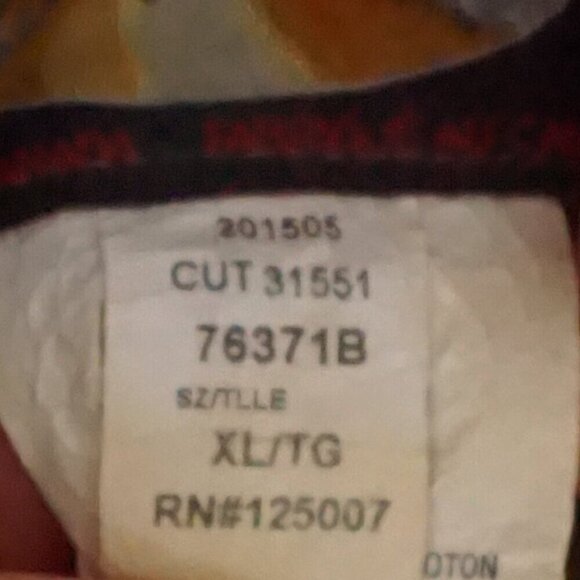 201505
CUT 31551
76371B
SZ/TLLE
XL/TG
RN#125007
OTON